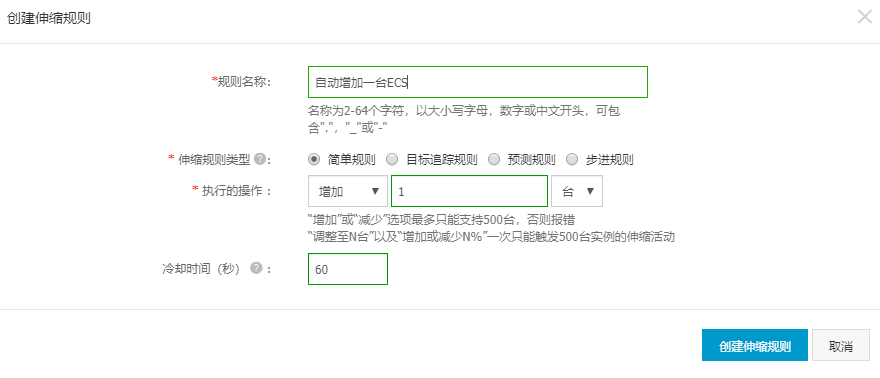 创建伸缩规则
*规则名称：
自动增加一台ECS
名称为2-64个字符，以大小写字母，数字或中文开头，可包
含"."，"_"或"-"
* 伸缩规则类型 ?：
简单规则 目标追踪规则 预测规则 步进规则
* 执行的操作：
增加 ▼ 1 台 ▼
“增加”或“减少”选项最多只能支持500台，否则报错
“调整至N台”以及“增加或减少N%”一次只能触发500台实例的伸缩活动
冷却时间（秒） ?：
60
创建伸缩规则 取消